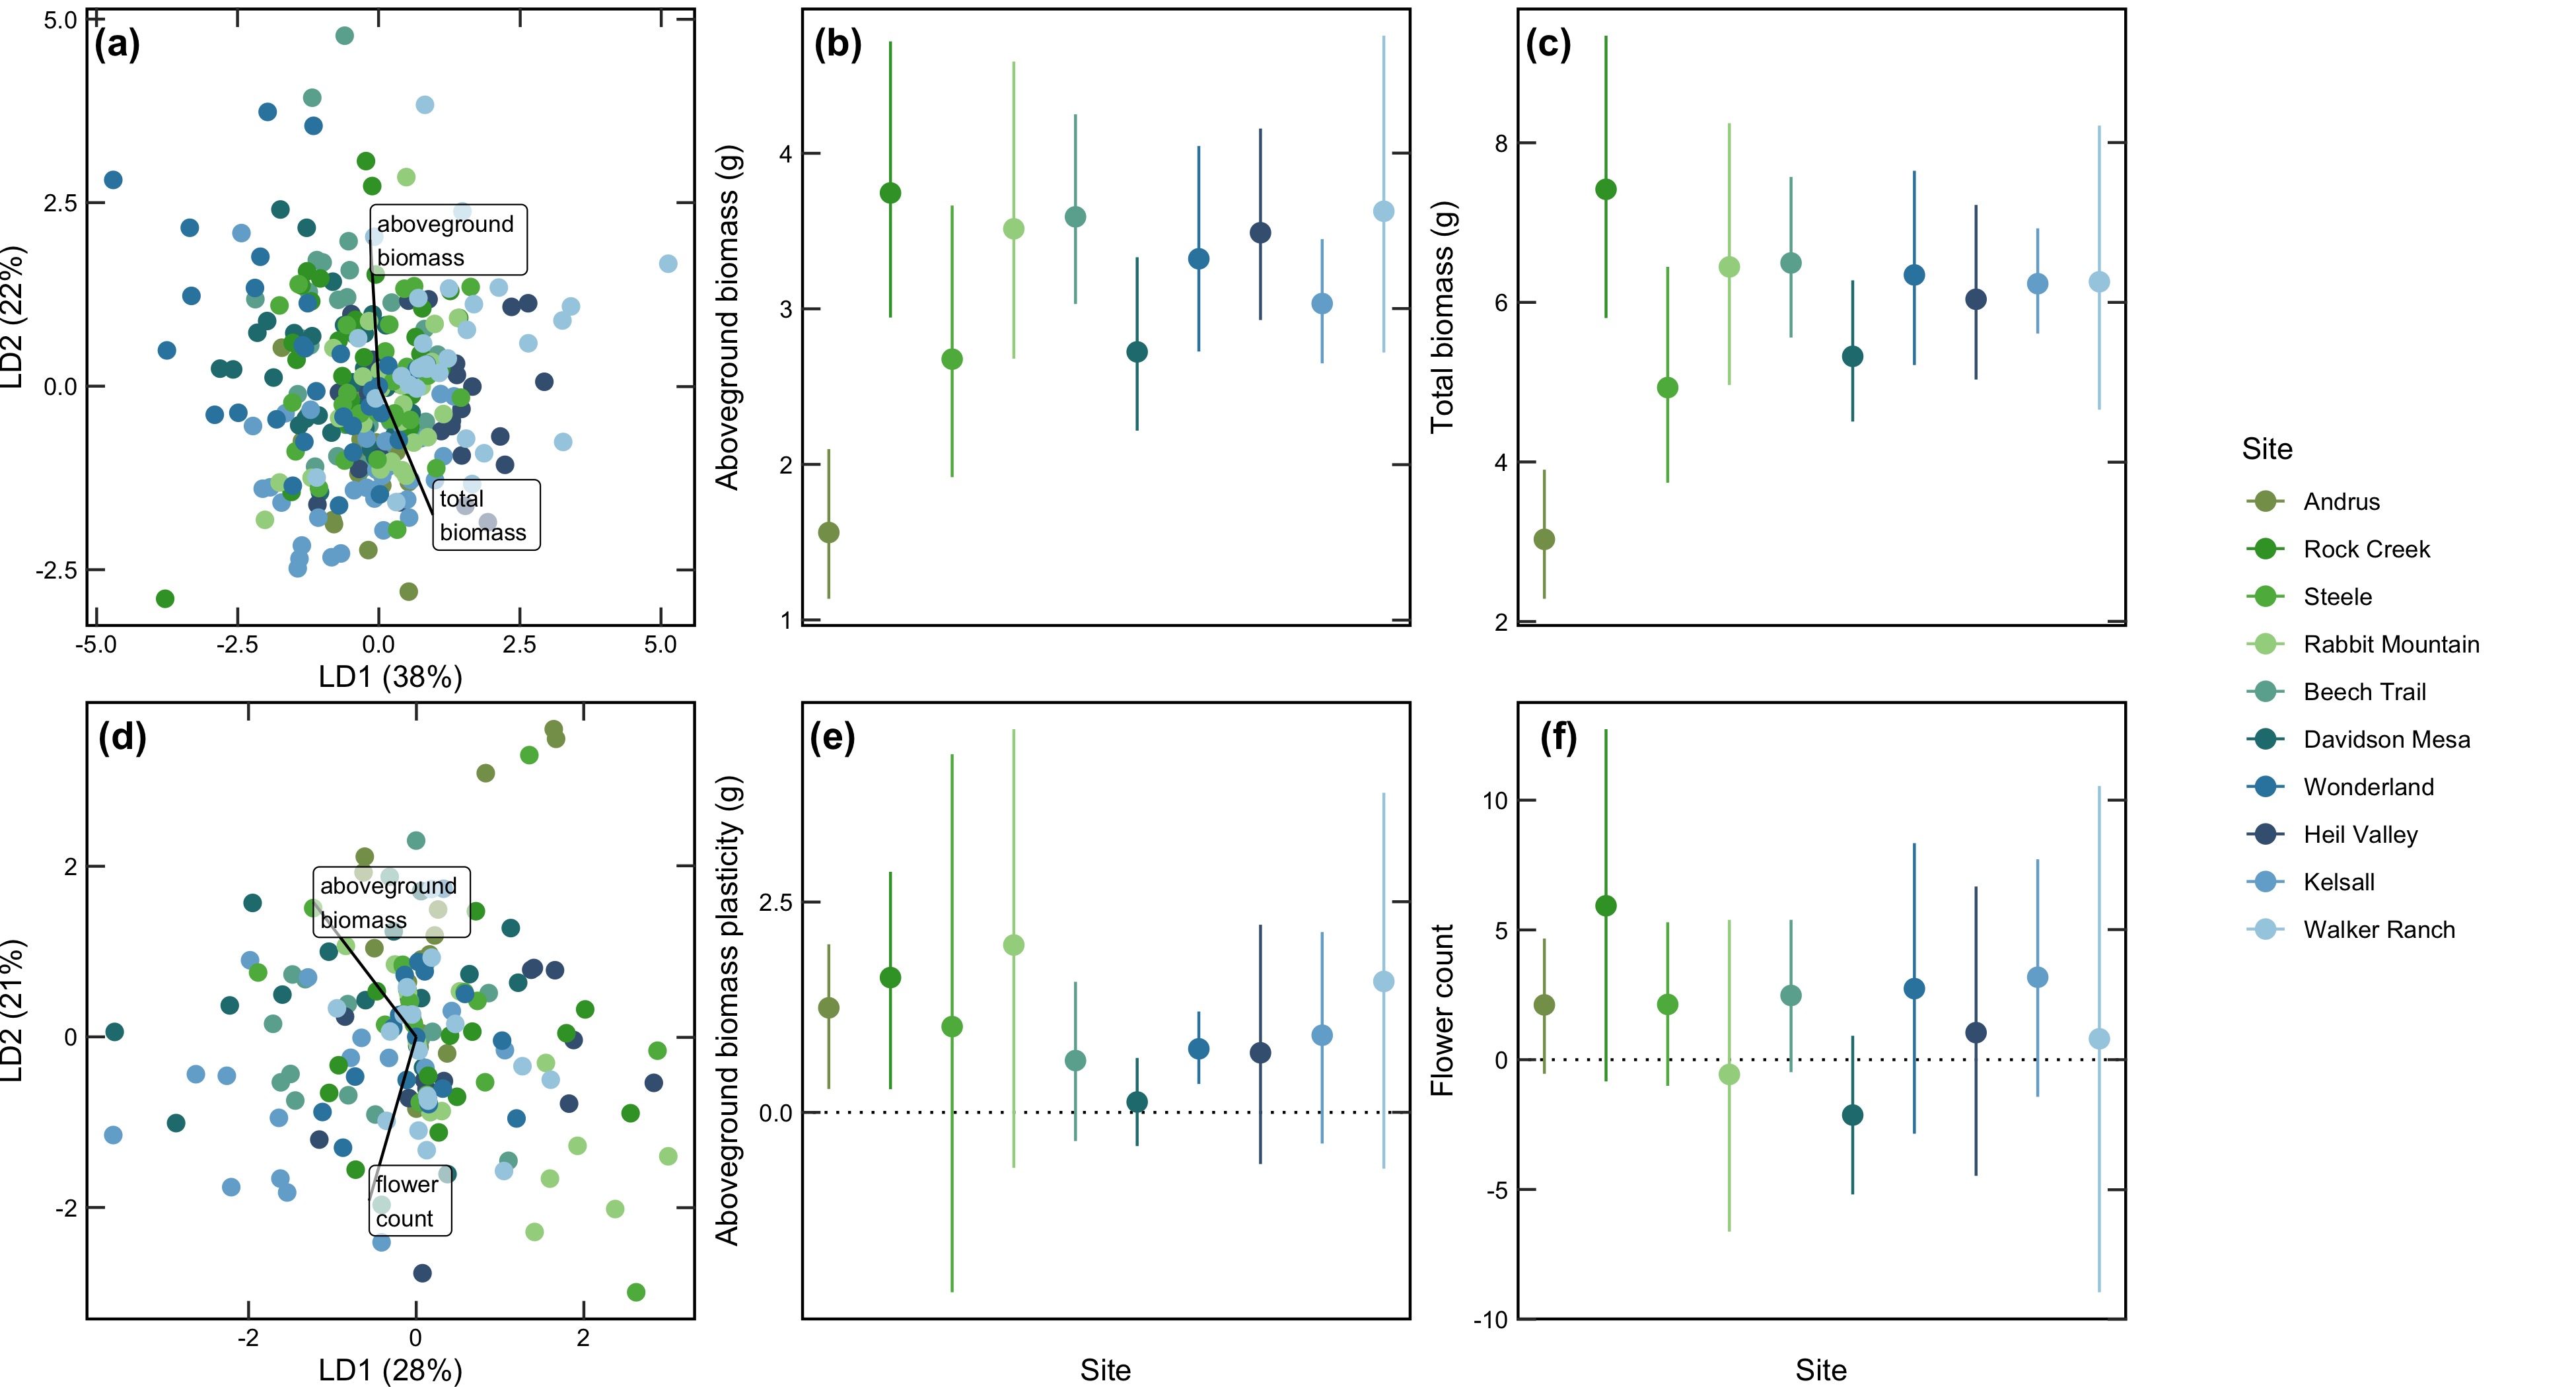 (a)
5.0
2.5
0.0
-2.5
LD2 (22%)
aboveground
biomass
total
biomass
-5.0
-2.5
0.0
2.5
5.0
LD1 (38%)
(b)
4
3
2
1
Aboveground biomass (g)
(c)
8
6
4
2
Total biomass (g)
(d)
2
0
-2
LD2 (21%)
aboveground
biomass
flower
count
-2
0
2
LD1 (28%)
(e)
2.5
0.0
Aboveground biomass plasticity (g)
Site
(f)
10
5
0
-5
-10
Flower count
Site
Site
Andrus
Rock Creek
Steele
Rabbit Mountain
Beech Trail
Davidson Mesa
Wonderland
Heil Valley
Kelsall
Walker Ranch